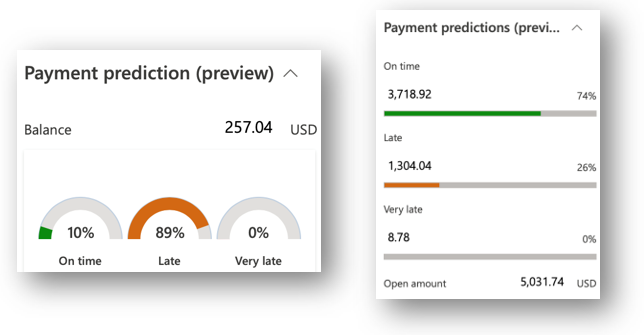 Payment prediction (preview)
Balance 257.04 USD
10% 89% 0%
On time Late Very late
Payment predictions (previ...
On time
3,718.92 74%
Late
1,304.04 26%
Very late
8.78 0%
Open amount 5,031.74 USD